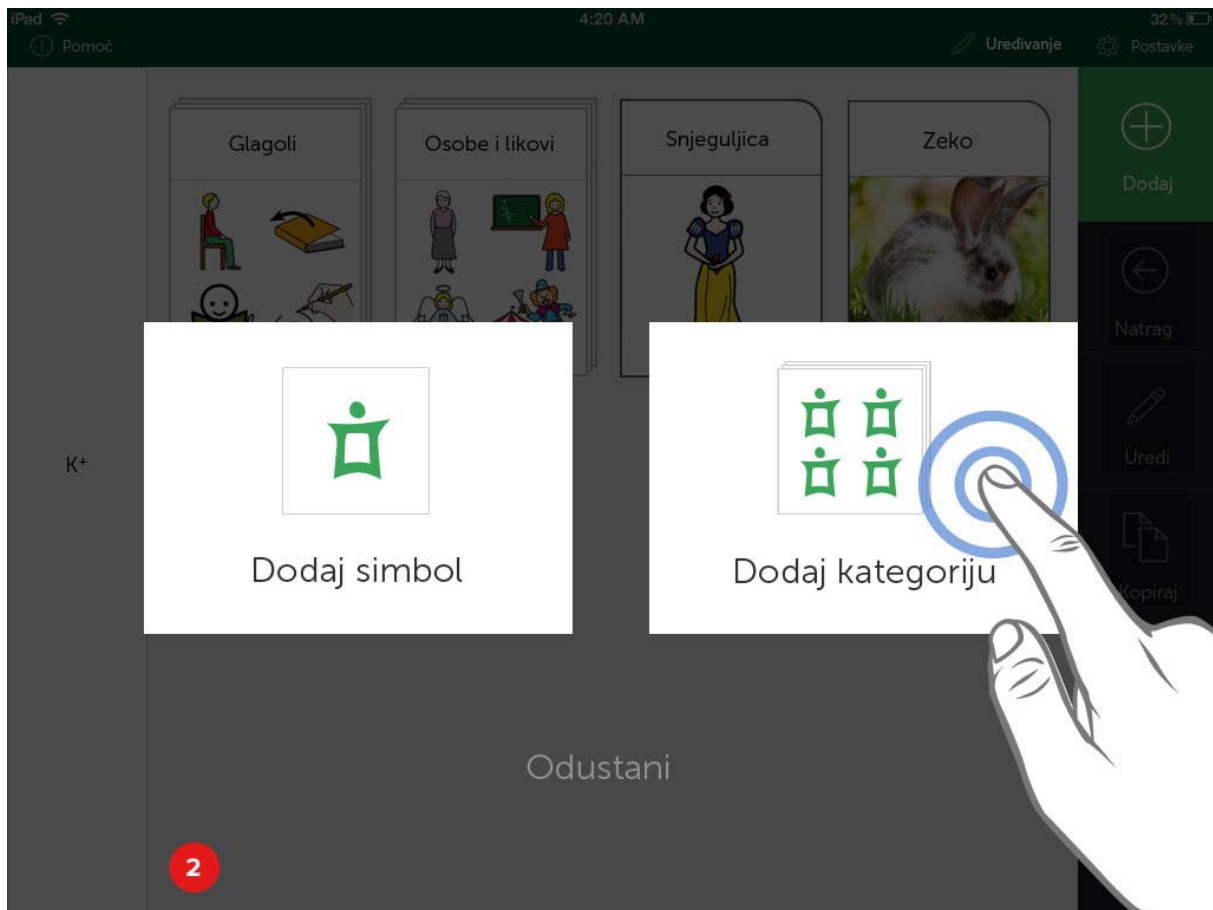 iPad
4:20 AM
32%
Pomoć
Uredivanje
Postavke
Glagoli
Osobe i likovi
Snjeguljica
Zeko
Dodaj
Natrag
Uredi
Kopiraj
K+
Dodaj simbol
Dodaj kategoriju
Odustani
2